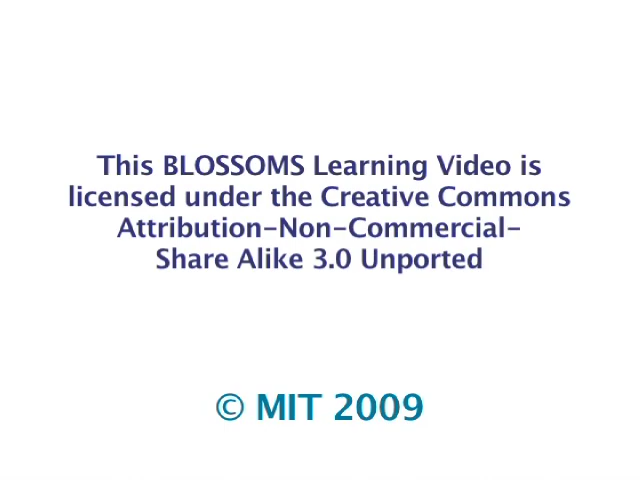 This BLOSSOMS Learning Video is
licensed under the Creative Commons
Attribution-Non-Commercial-
Share Alike 3.0 Unported
© MIT 2009